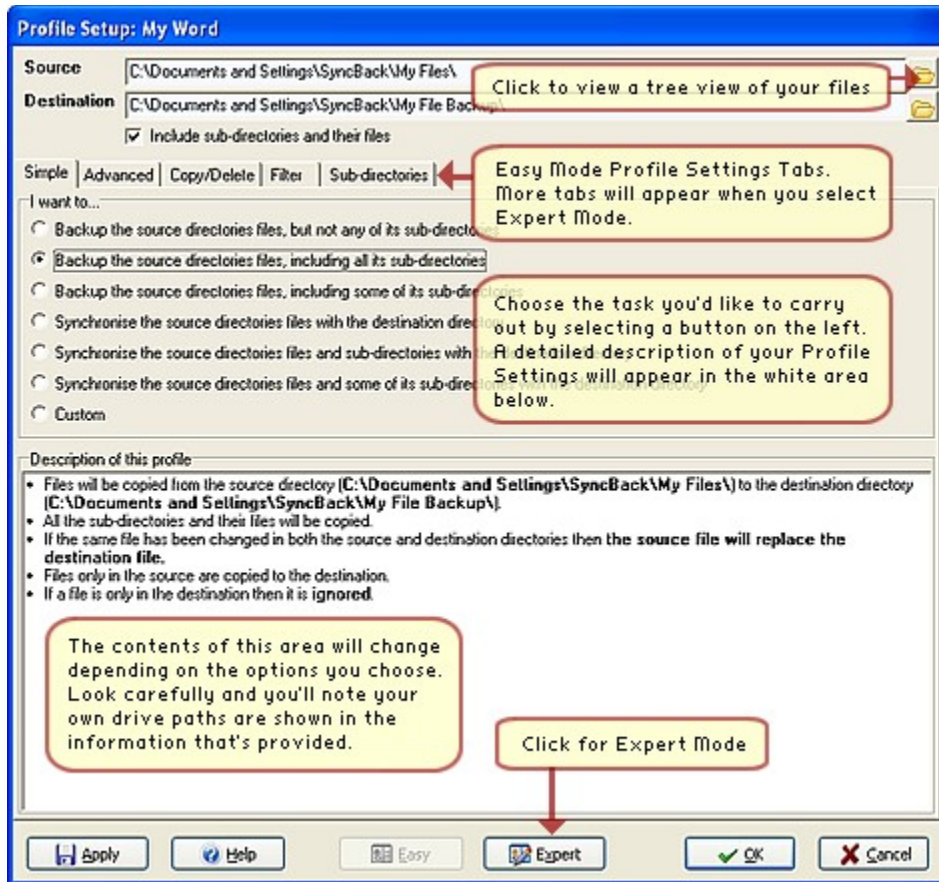 Profile Setup: My Word
Source
C:\Documents and Settings\SyncBack\My Files\
Click to view a tree view of your files
Destination
C:\Documents and Settings\SyncBack\My File Backup\
Include sub-directories and their files
Simple Advanced Copy/Delete Filter Sub-directories
Easy Mode Profile Settings Tabs.
More tabs will appear when you select
Expert Mode.
I want to...
Backup the source directories files, but not any of its sub-directories
Backup the source directories files, including all its sub-directories
Backup the source directories files, including some of its sub-directories
Synchronise the source directories files with the destination directory
Synchronise the source directories files and sub-directories with the destination directory
Synchronise the source directories files and some of its sub-directories with the destination directory
Custom
Choose the task you'd like to carry
out by selecting a button on the left.
A detailed description of your Profile
Settings will appear in the white area
below.
Description of this profile
• Files will be copied from the source directory (C:\Documents and Settings\SyncBack\My Files\) to the destination directory
(C:\Documents and Settings\SyncBack\My File Backup\).
• All the sub-directories and their files will be copied.
• If the same file has been changed in both the source and destination directories then the source file will replace the
destination file.
• Files only in the source are copied to the destination.
• If a file is only in the destination then it is ignored.
The contents of this area will change
depending on the options you choose.
Look carefully and you'll note your
own drive paths are shown in the
information that's provided.
Click for Expert Mode
Apply Help Easy Expert OK Cancel